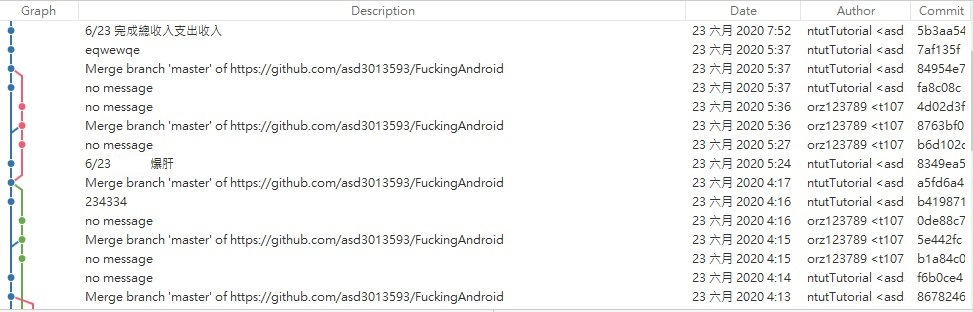 Graph Description Date Author Commit
6/23 完成總收入支出收入 23 六月 2020 7:52 ntutTutorial <asd 5b3aa54
eqwewqe 23 六月 2020 5:37 ntutTutorial <asd 7af135f
Merge branch 'master' of https://github.com/asd3013593/FuckingAndroid 23 六月 2020 5:37 ntutTutorial <asd 84954e7
no message 23 六月 2020 5:37 ntutTutorial <asd fa8c08c
no message 23 六月 2020 5:36 orz123789 <t107 4d02d3f
Merge branch 'master' of https://github.com/asd3013593/FuckingAndroid 23 六月 2020 5:36 orz123789 <t107 8763bf0
no message 23 六月 2020 5:27 orz123789 <t107 b6d102c
6/23 爆肝 23 六月 2020 5:24 ntutTutorial <asd 8349ea5
Merge branch 'master' of https://github.com/asd3013593/FuckingAndroid 23 六月 2020 4:17 ntutTutorial <asd a5fd6a4
234334 23 六月 2020 4:16 ntutTutorial <asd b419871
no message 23 六月 2020 4:16 orz123789 <t107 0de88c7
Merge branch 'master' of https://github.com/asd3013593/FuckingAndroid 23 六月 2020 4:15 orz123789 <t107 5e442fc
no message 23 六月 2020 4:15 orz123789 <t107 b1a84c0
no message 23 六月 2020 4:14 ntutTutorial <asd f6b0ce4
Merge branch 'master' of https://github.com/asd3013593/FuckingAndroid 23 六月 2020 4:13 ntutTutorial <asd 8678246